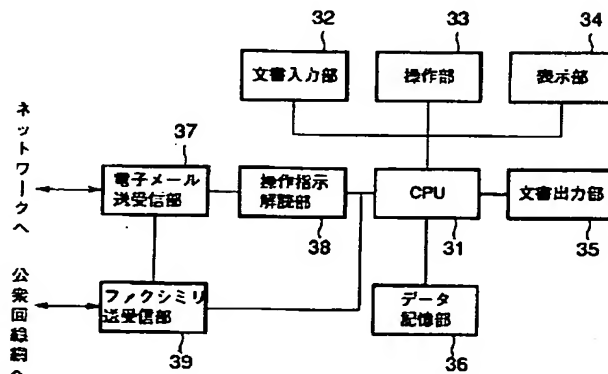 32
33
34
文書入力部
操作部
表示部
ネットワークへ
37
電子メール
送受信部
操作指示
解読部
38
CPU
31
文書出力部
35
公衆回線網へ
ファクシミリ
送受信部
39
データ
記憶部
36